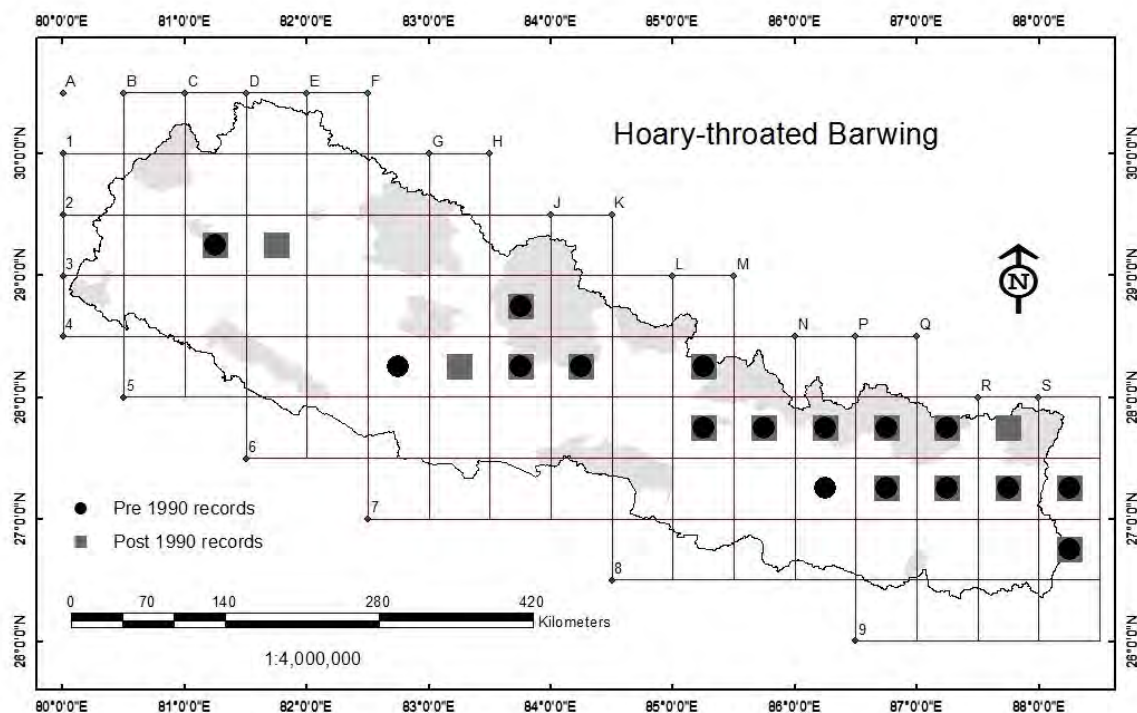 80°0'0"E 81°0'0"E 82°0'0"E 83°0'0"E 84°0'0"E 85°0'0"E 86°0'0"E 87°0'0"E 88°0'0"E
A B C D E F
1 G H
Hoary-throated Barwing
30°0'0"N 30°0'0"N
2 J K
29°0'0"N 3 L M 29°0'0"N
N
4 N P Q
28°0'0"N 5 R S 28°0'0"N
6
Pre 1990 records
27°0'0"N 7 27°0'0"N
Post 1990 records
8
0 70 140 280 420
Kilometers
26°0'0"N 9 26°0'0"N
1:4,000,000
80°0'0"E 81°0'0"E 82°0'0"E 83°0'0"E 84°0'0"E 85°0'0"E 86°0'0"E 87°0'0"E 88°0'0"E